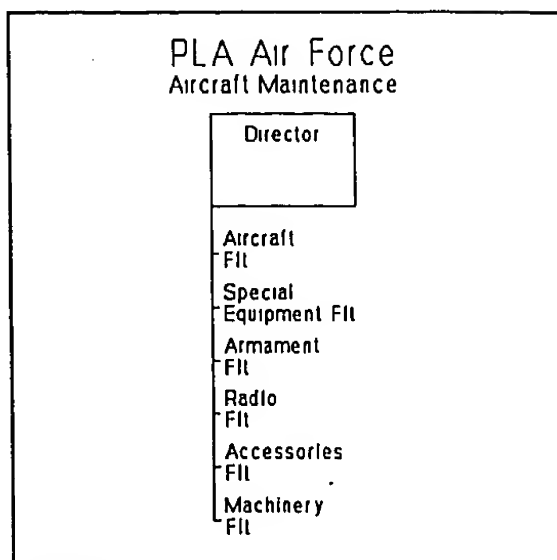 PLA Air Force
Aircraft Maintenance
Director
Aircraft
Flt
Special
Equipment Flt
Armament
Flt
Radio
Flt
Accessories
Flt
Machinery
Flt